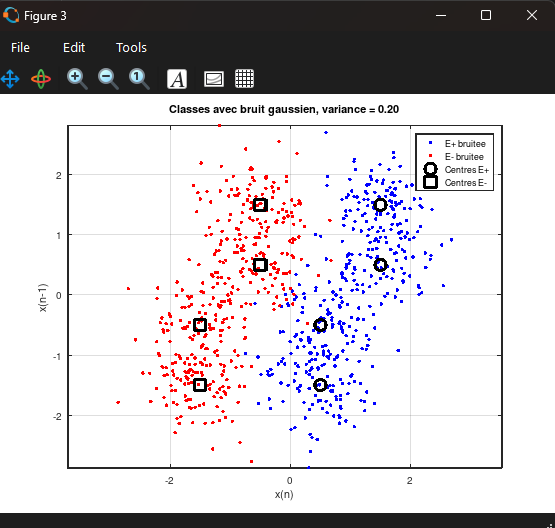 Figure 3
File Edit Tools
1 A
Classes avec bruit gaussien, variance = 0.20
E+ bruitee
E- bruitee
Centres E+
Centres E-
2
1
0
-1
-2
x(n-1)
-2 0 2
x(n)